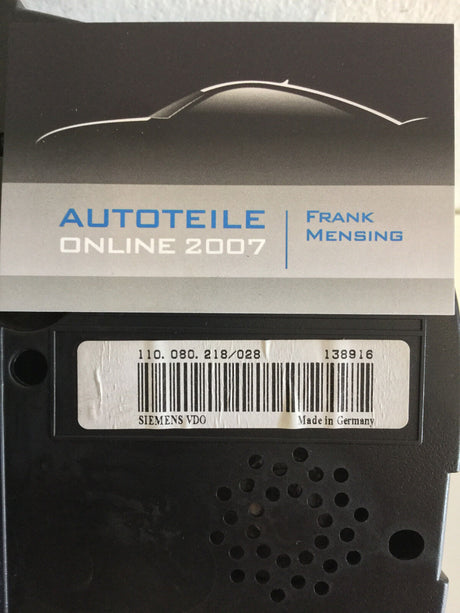 AUTOTEILE
ONLINE 2007
FRANK
MENSING
110.080.218/028 138916
SIEMENS VDO Made in Germany